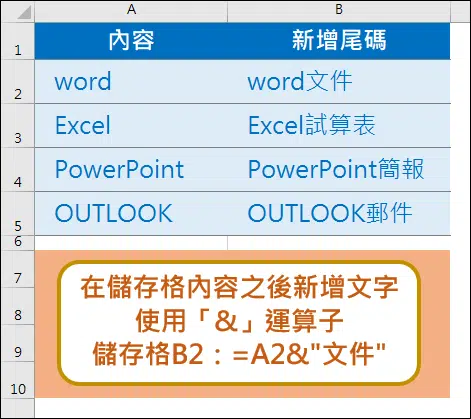 A B
1 內容 新增尾碼
2 word word文件
3 Excel Excel試算表
4 PowerPoint PowerPoint簡報
5 OUTLOOK OUTLOOK郵件
6
7 在儲存格內容之後新增文字
8 使用「&」運算子
9 儲存格B2：=A2&"文件"
10